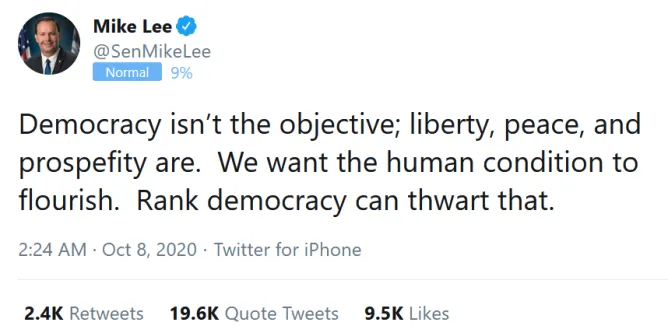 Mike Lee
@SenMikeLee
Normal 9%
Democracy isn’t the objective; liberty, peace, and
prospefity are.  We want the human condition to
flourish.  Rank democracy can thwart that.
2:24 AM · Oct 8, 2020 · Twitter for iPhone
2.4K Retweets 19.6K Quote Tweets 9.5K Likes